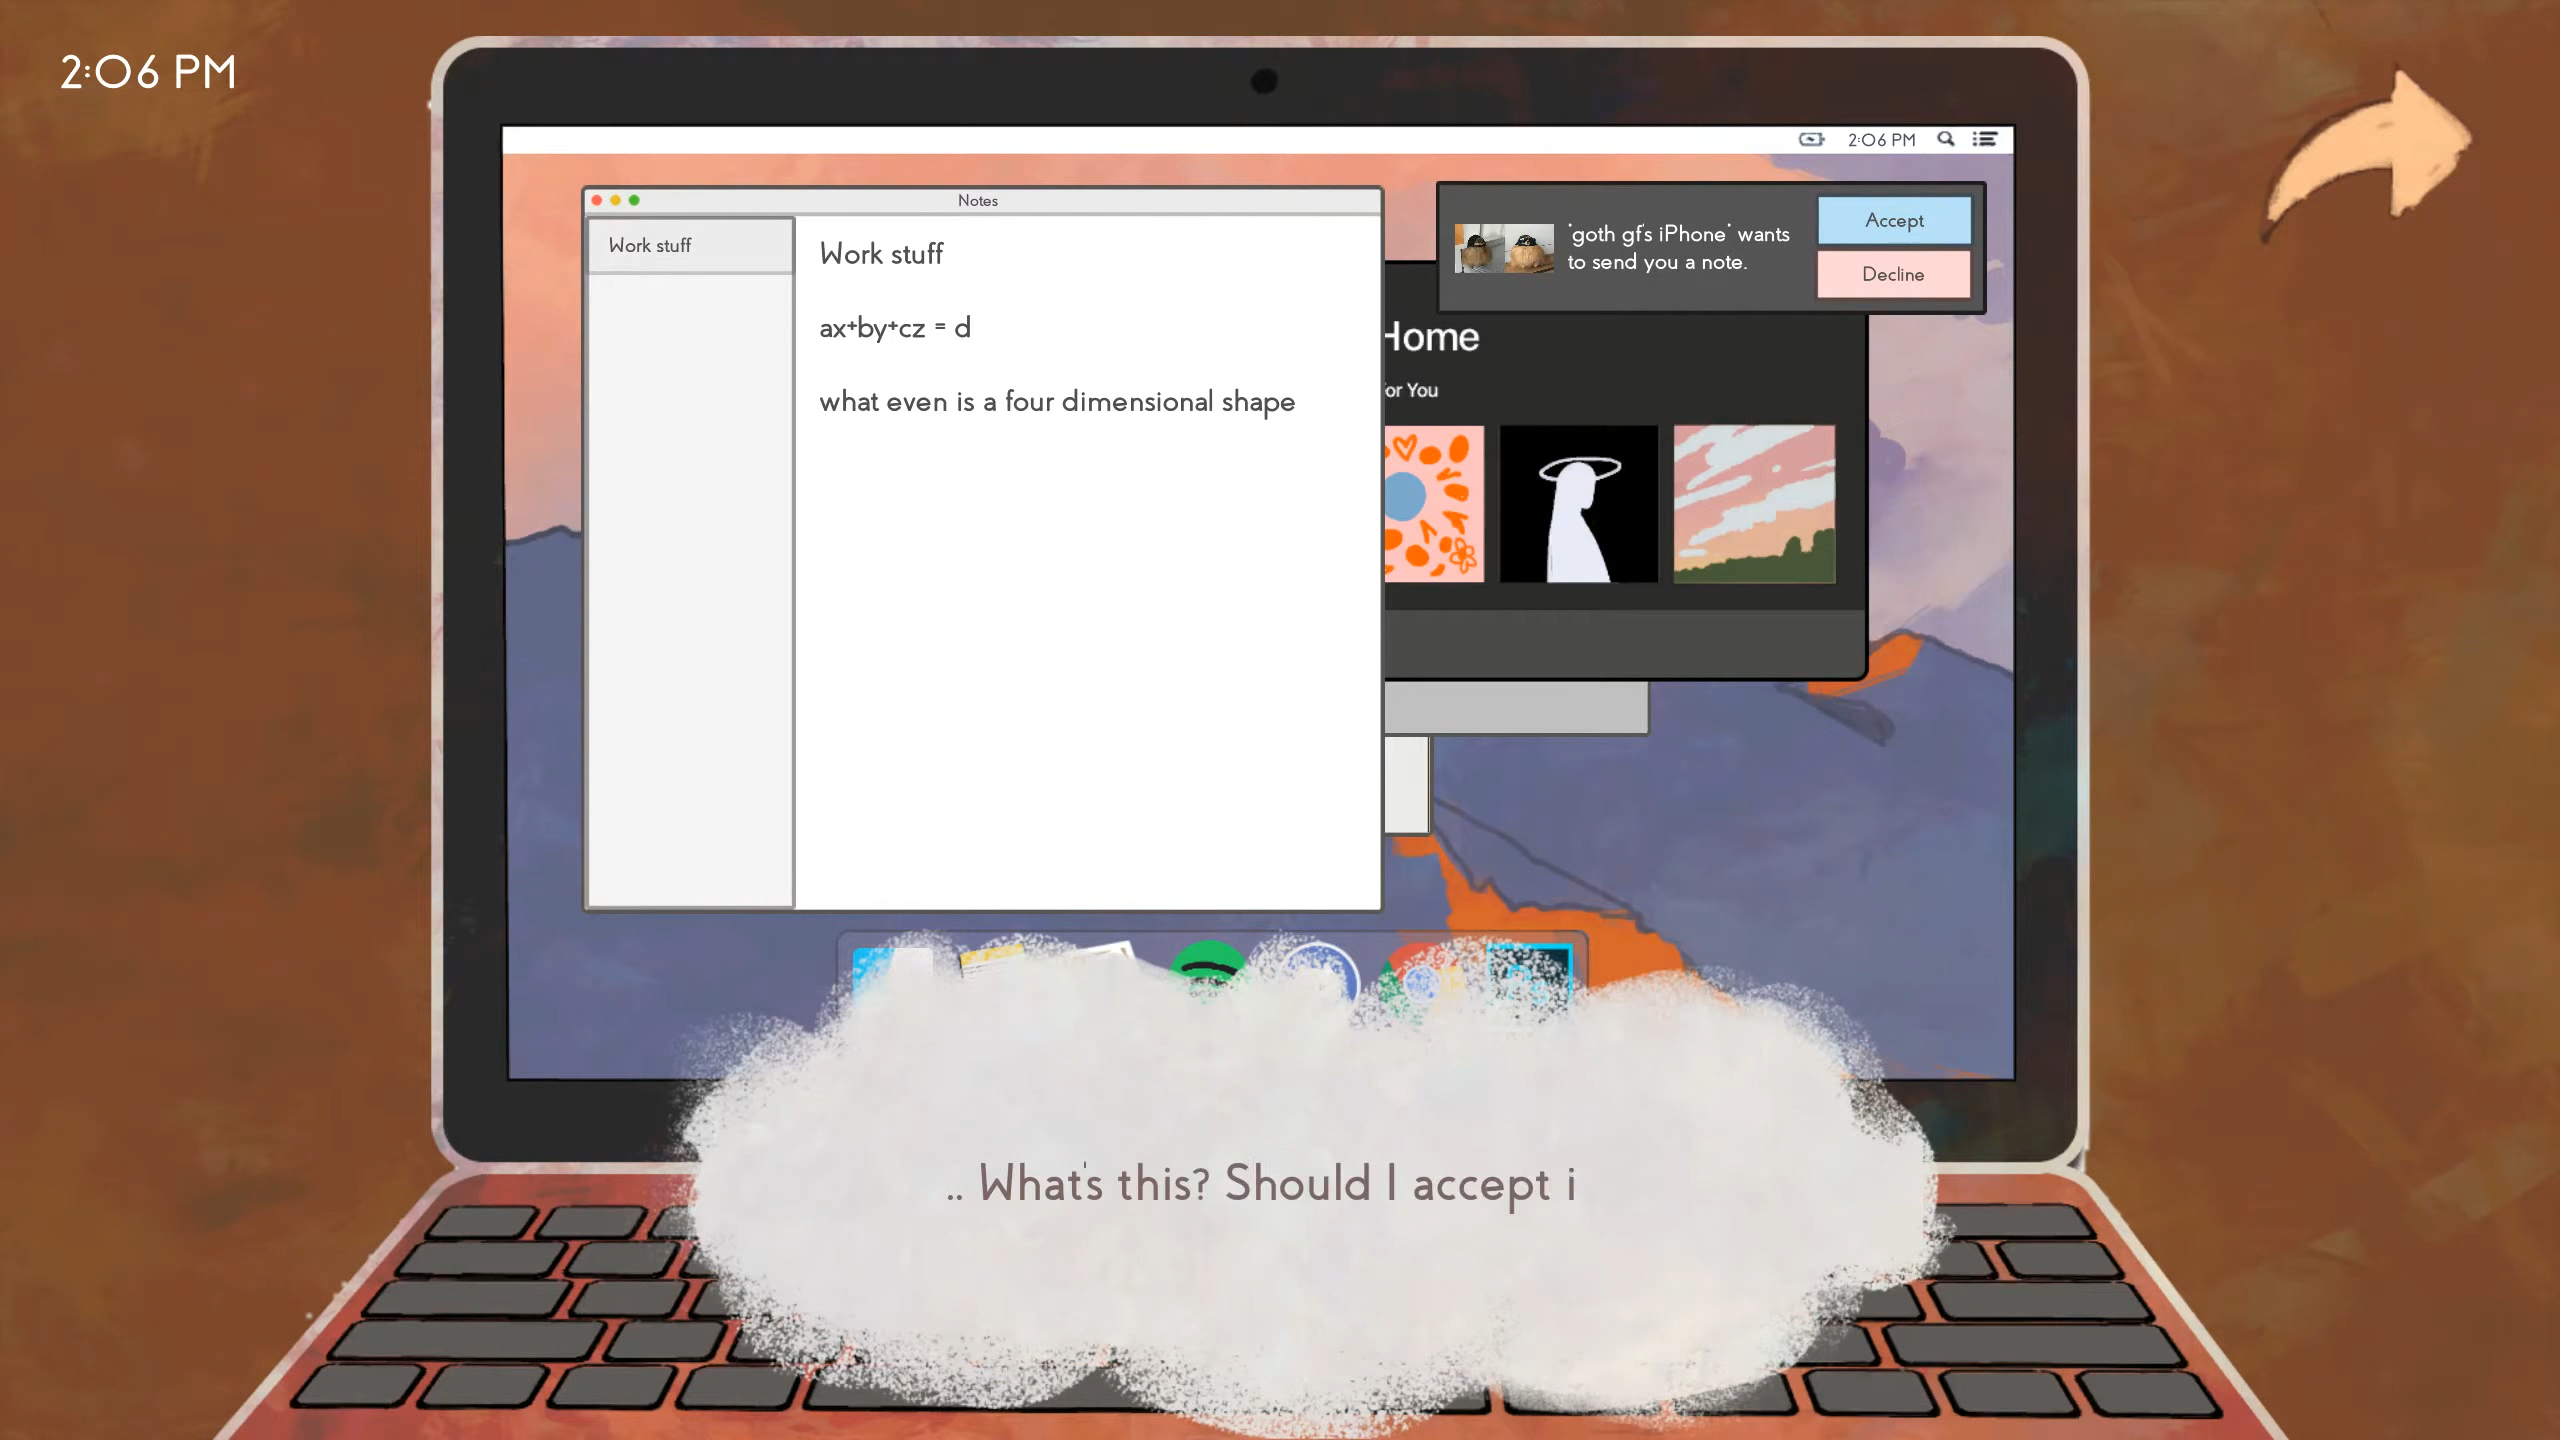 2:06 PM
2:06 PM
Notes
Work stuff
Work stuff
ax+by+cz = d
what even is a four dimensional shape
"goth gf's iPhone" wants
to send you a note.
Accept
Decline
Home
or You
.. What's this? Should I accept i